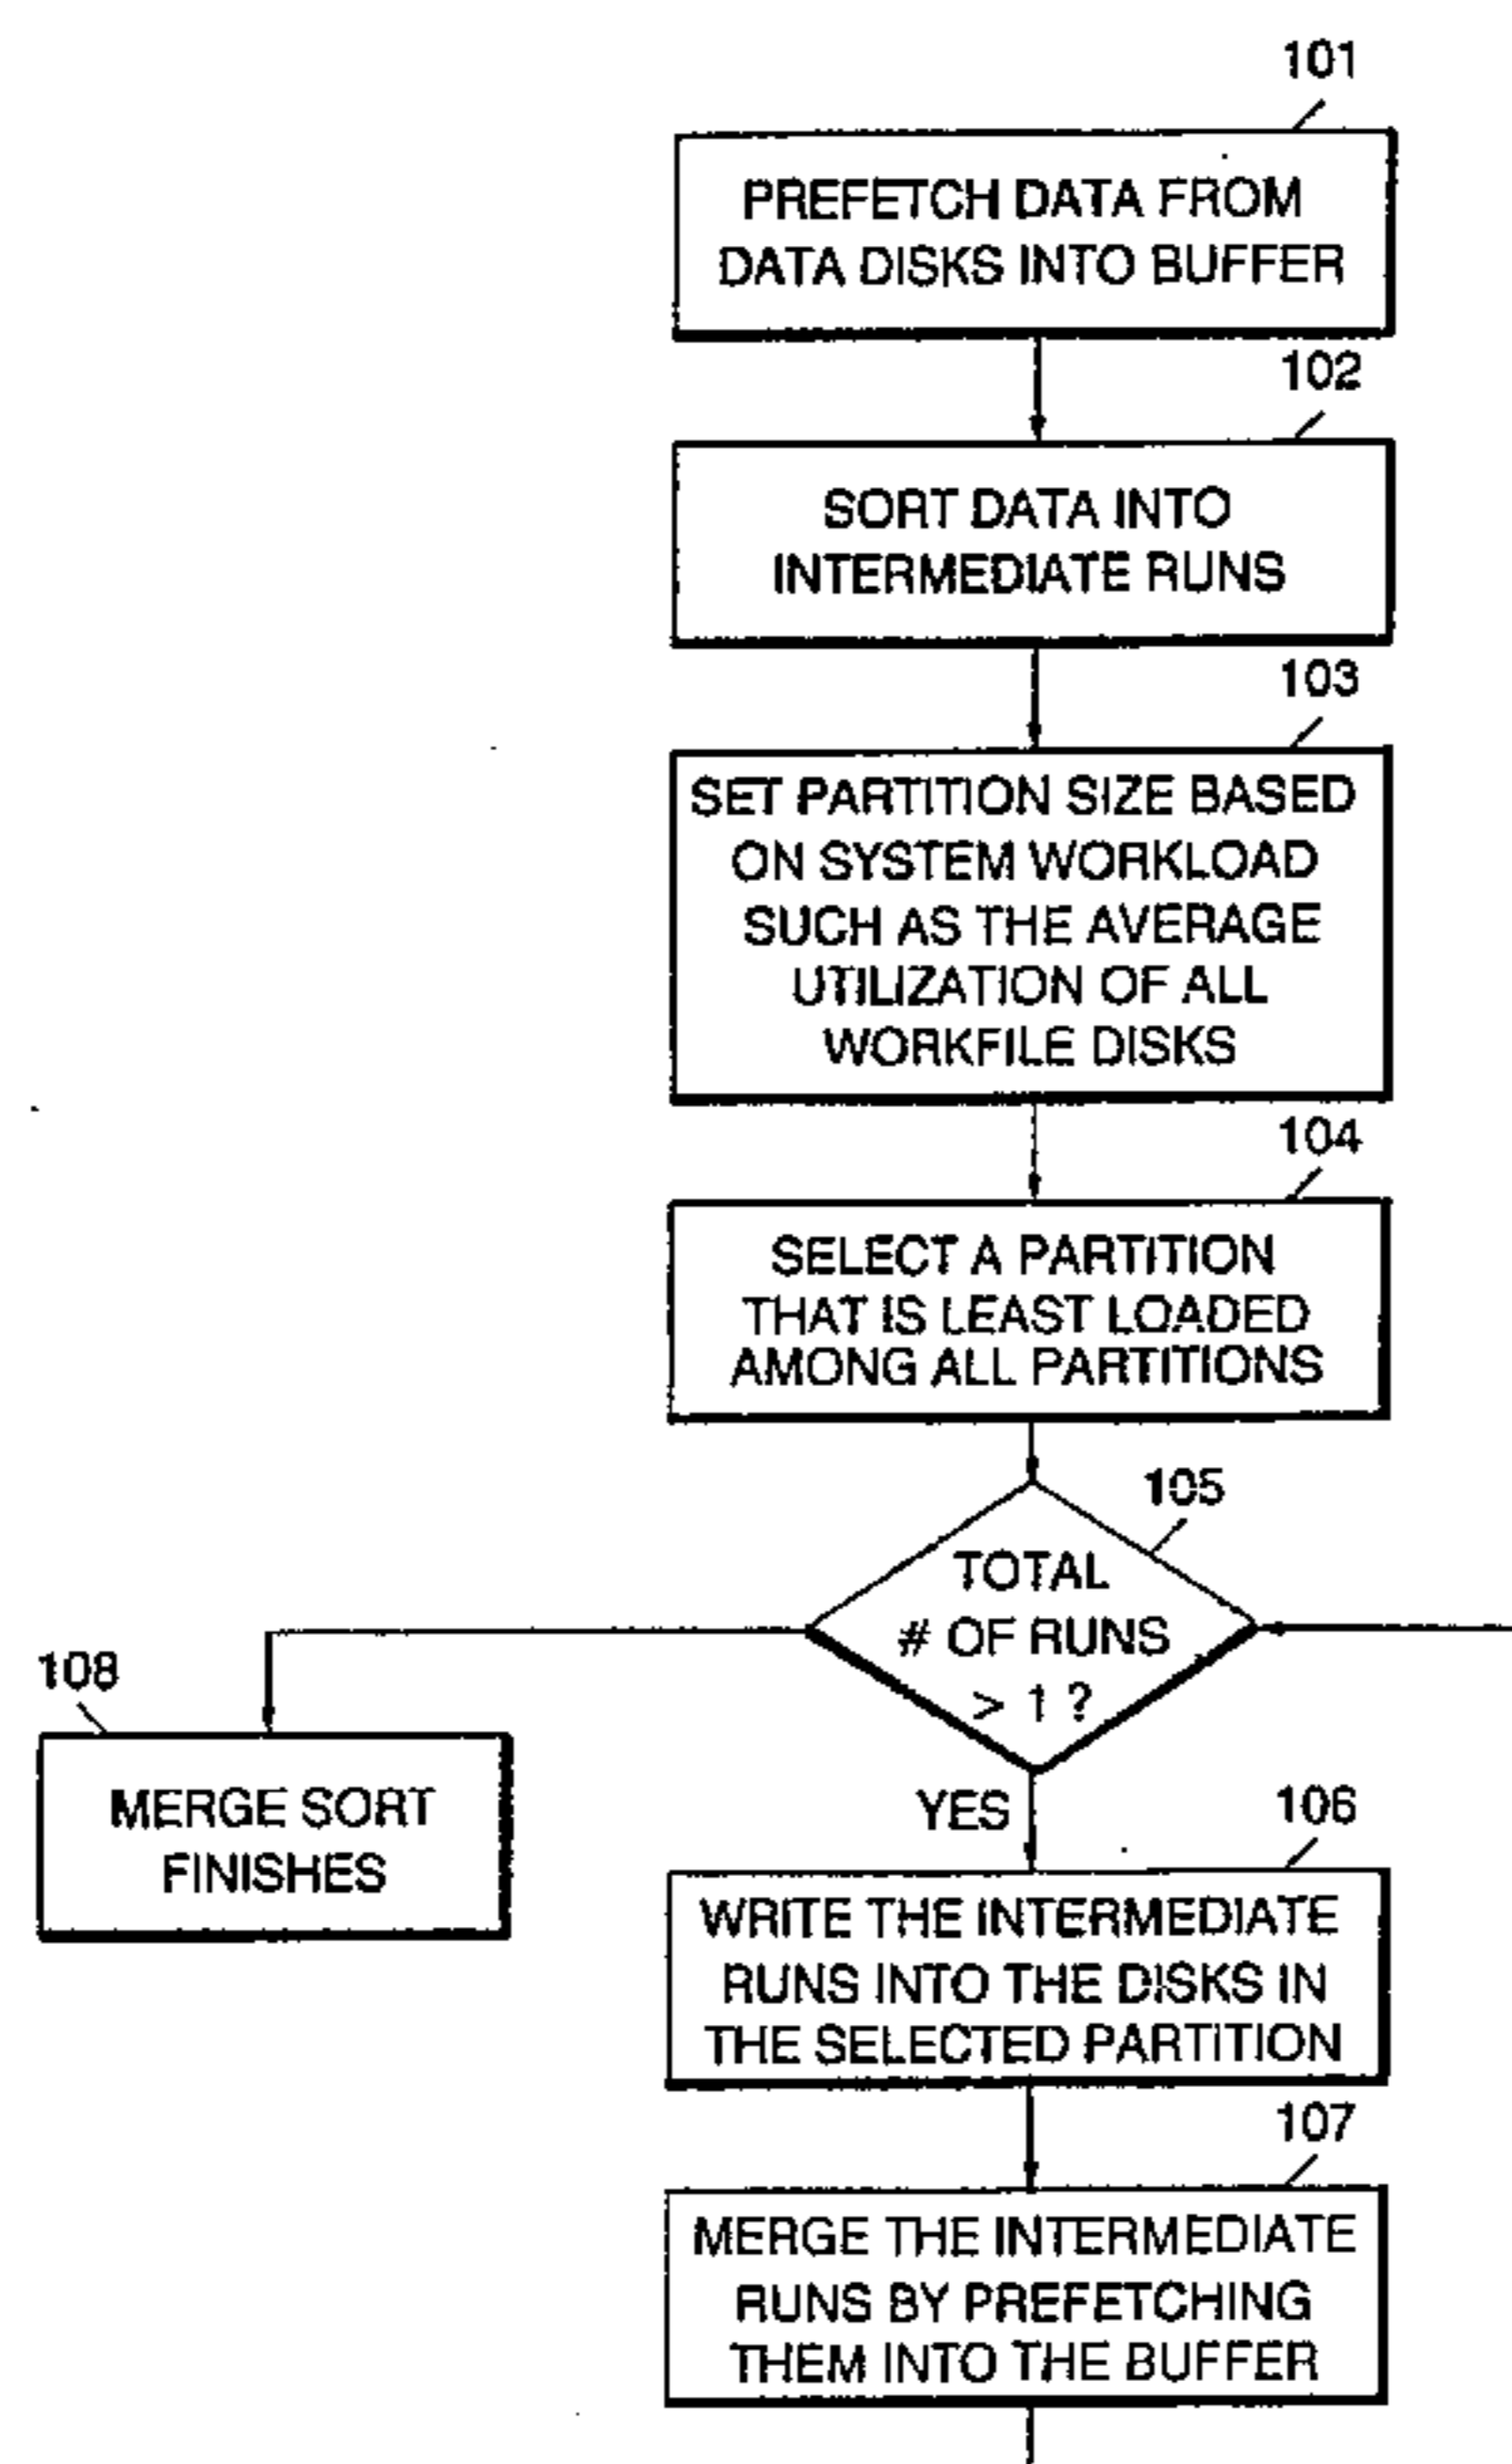 101
PREFETCH DATA FROM
DATA DISKS INTO BUFFER
102
SORT DATA INTO
INTERMEDIATE RUNS
103
SET PARTITION SIZE BASED
ON SYSTEM WORKLOAD
SUCH AS THE AVERAGE
UTILIZATION OF ALL
WORKFILE DISKS
104
SELECT A PARTITION
THAT IS LEAST LOADED
AMONG ALL PARTITIONS
105
TOTAL
# OF RUNS
> 1 ?
108
MERGE SORT
FINISHES
YES
106
WRITE THE INTERMEDIATE
RUNS INTO THE DISKS IN
THE SELECTED PARTITION
107
MERGE THE INTERMEDIATE
RUNS BY PREFETCHING
THEM INTO THE BUFFER